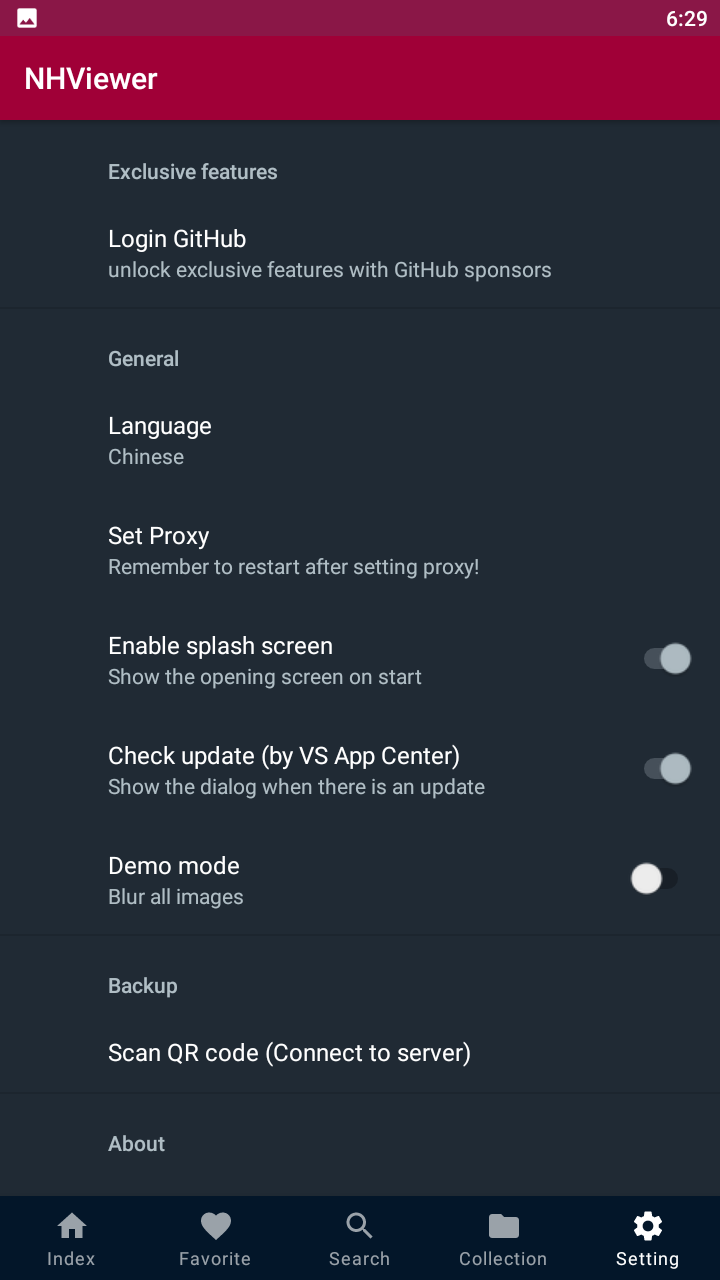 6:29
NHViewer
Exclusive features
Login GitHub
unlock exclusive features with GitHub sponsors
General
Language
Chinese
Set Proxy
Remember to restart after setting proxy!
Enable splash screen
Show the opening screen on start
Check update (by VS App Center)
Show the dialog when there is an update
Demo mode
Blur all images
Backup
Scan QR code (Connect to server)
About
Index
Favorite
Search
Collection
Setting